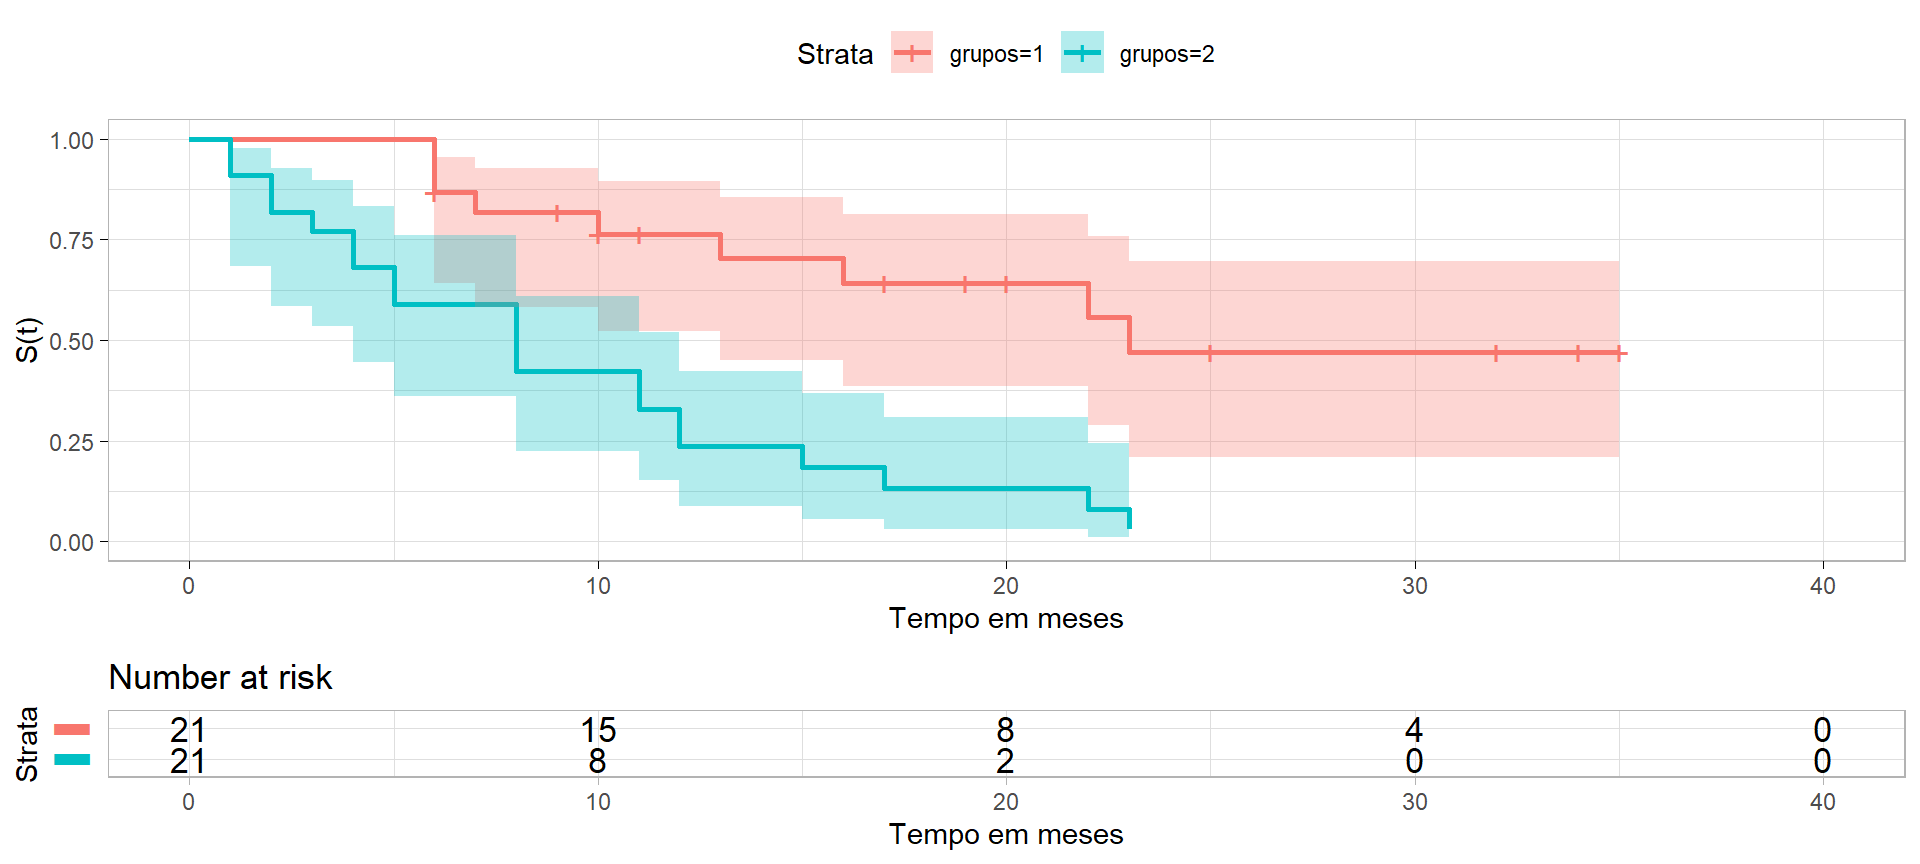 Strata grupos=1 grupos=2
1.00
0.75
0.50
0.25
0.00
S(t)
0 10 20 30 40
Tempo em meses
Number at risk
Strata
21 15 8 4 0
21 8 2 0 0
0 10 20 30 40
Tempo em meses